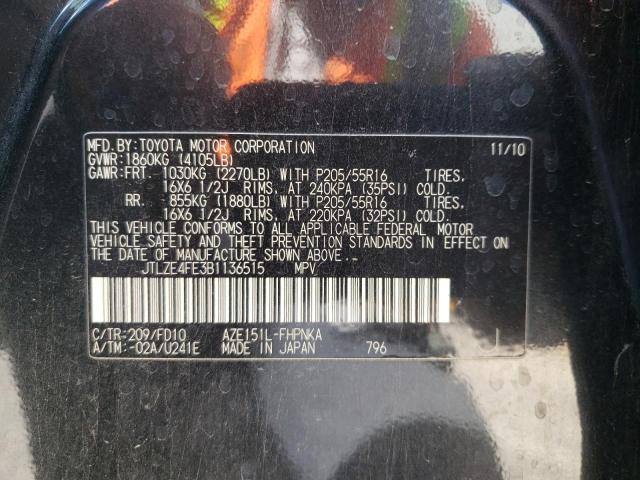 MFD. BY: TOYOTA MOTOR CORPORATION 11/10
GVWR: 1860KG (4105LB)
GAWR: FRT. 1030KG (2270LB) WITH P205/55R16 TIRES.
16X6 1/2J RIMS. AT 240KPA (35PSI) COLD.
RR. 855KG (1880LB) WITH P205/55R16 TIRES.
16X6 1/2J RIMS. AT 220KPA (32PSI) COLD.
THIS VEHICLE CONFORMS TO ALL APPLICABLE FEDERAL MOTOR
VEHICLE SAFETY AND THEFT PREVENTION STANDARDS IN EFFECT
ON THE DATE OF MANUFACTURE SHOWN ABOVE.
JTLZE4FE3B1136515 MPV
C/TR: 209/FD10 AZE151L-FHPNKA
A/TM: -02A/U241E MADE IN JAPAN 796